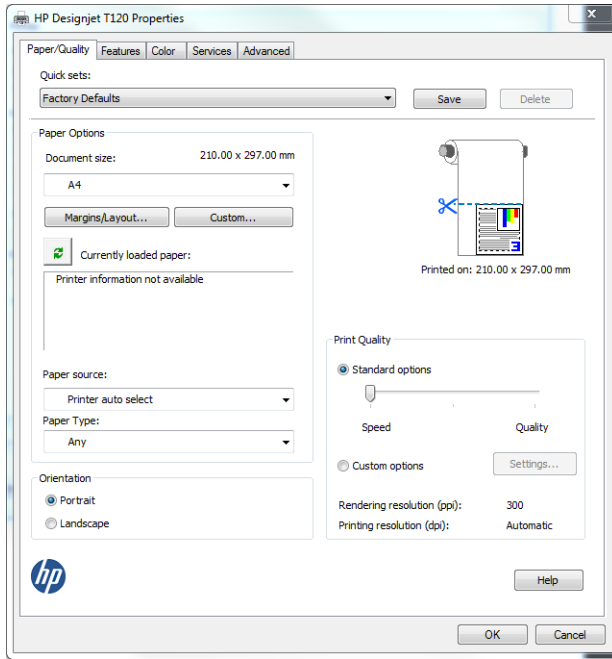 HP Designjet T120 Properties
x
Paper/Quality Features Color Services Advanced
Quick sets:
Factory Defaults Save Delete
Paper Options
Document size: 210.00 x 297.00 mm
A4
Margins/Layout... Custom...
Currently loaded paper:
Printer information not available
Paper source:
Printer auto select
Paper Type:
Any
Orientation
Portrait
Landscape
3
Printed on: 210.00 x 297.00 mm
Print Quality
Standard options
Speed Quality
Custom options Settings...
Rendering resolution (ppi): 300
Printing resolution (dpi): Automatic
hp
Help
OK Cancel